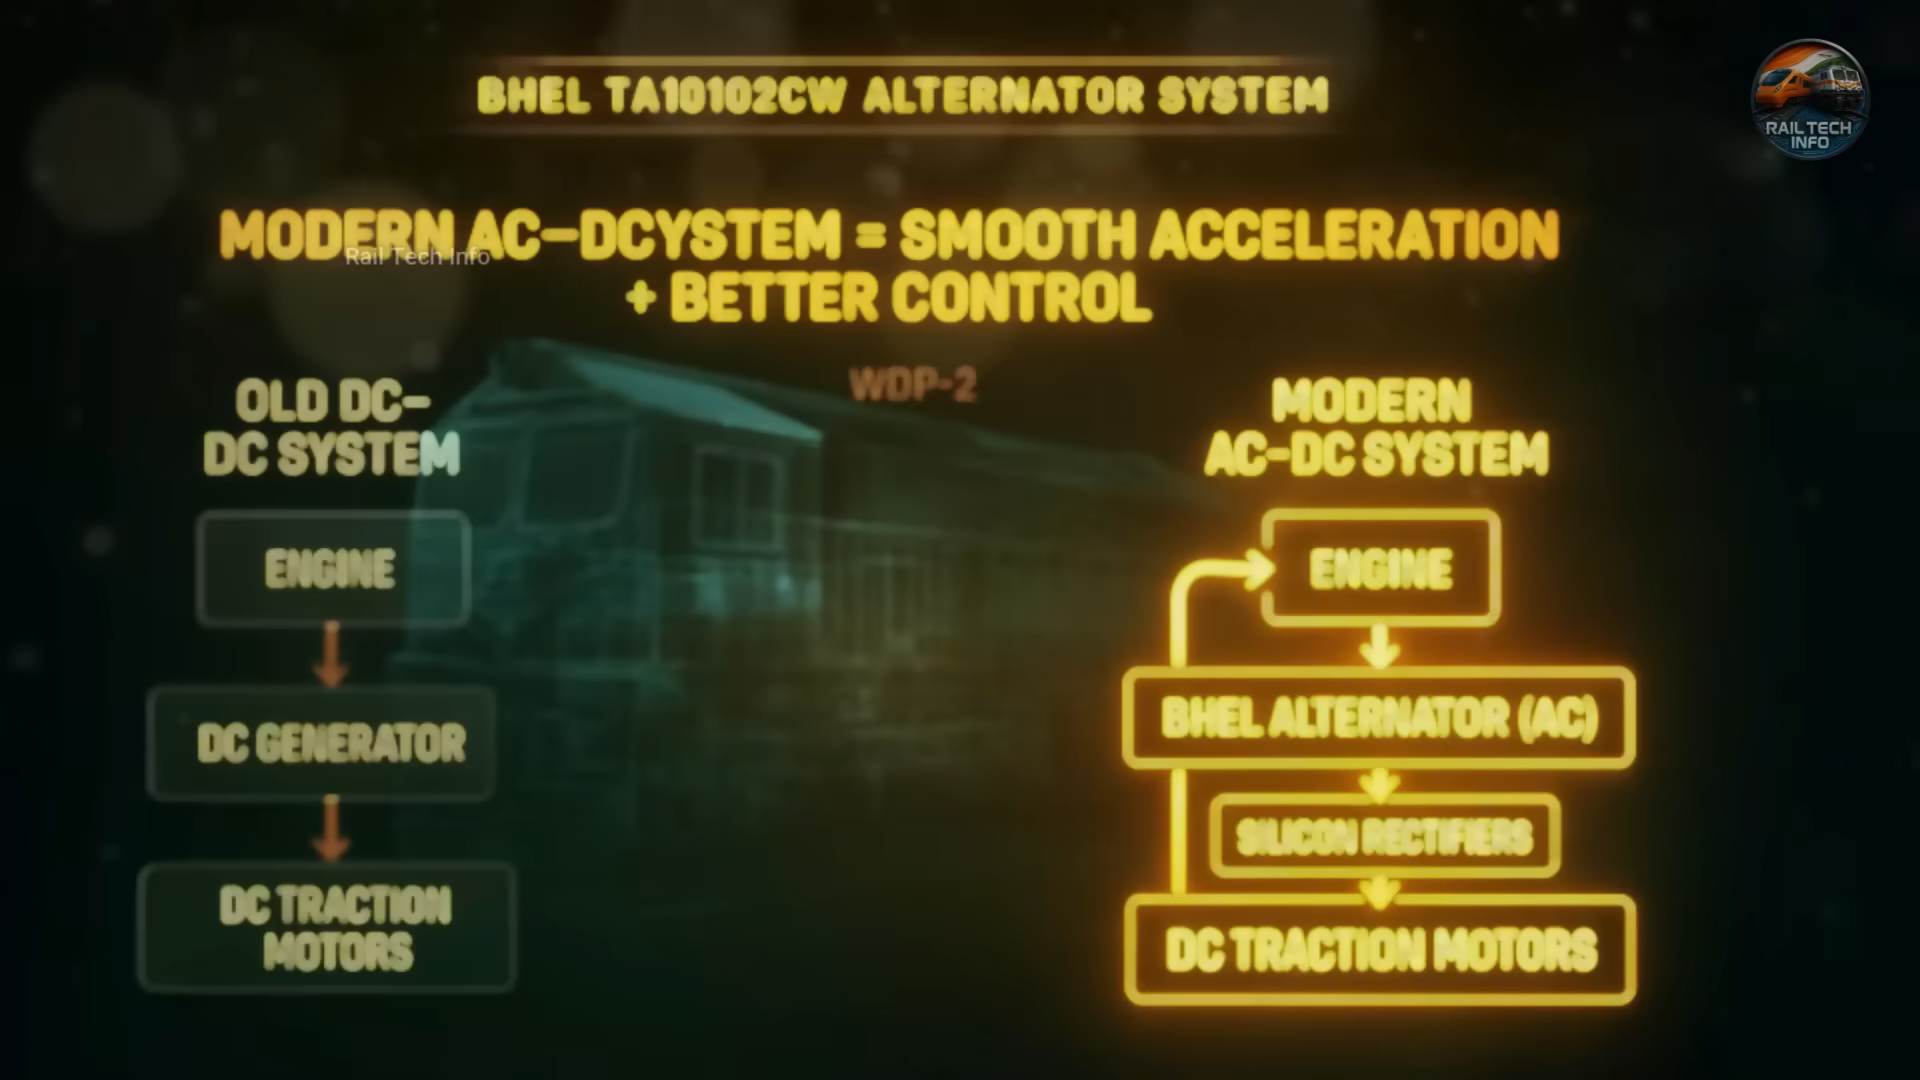 BHEL TA10102CW ALTERNATOR SYSTEM
RAIL TECH
INFO
MODERN AC–DCYSTEM = SMOOTH ACCELERATION
Rail Tech Info
+ BETTER CONTROL
WDP-2
OLD DC–
DC SYSTEM
ENGINE
DC GENERATOR
DC TRACTION
MOTORS
MODERN
AC–DC SYSTEM
ENGINE
BHEL ALTERNATOR (AC)
SILICON RECTIFIERS
DC TRACTION MOTORS